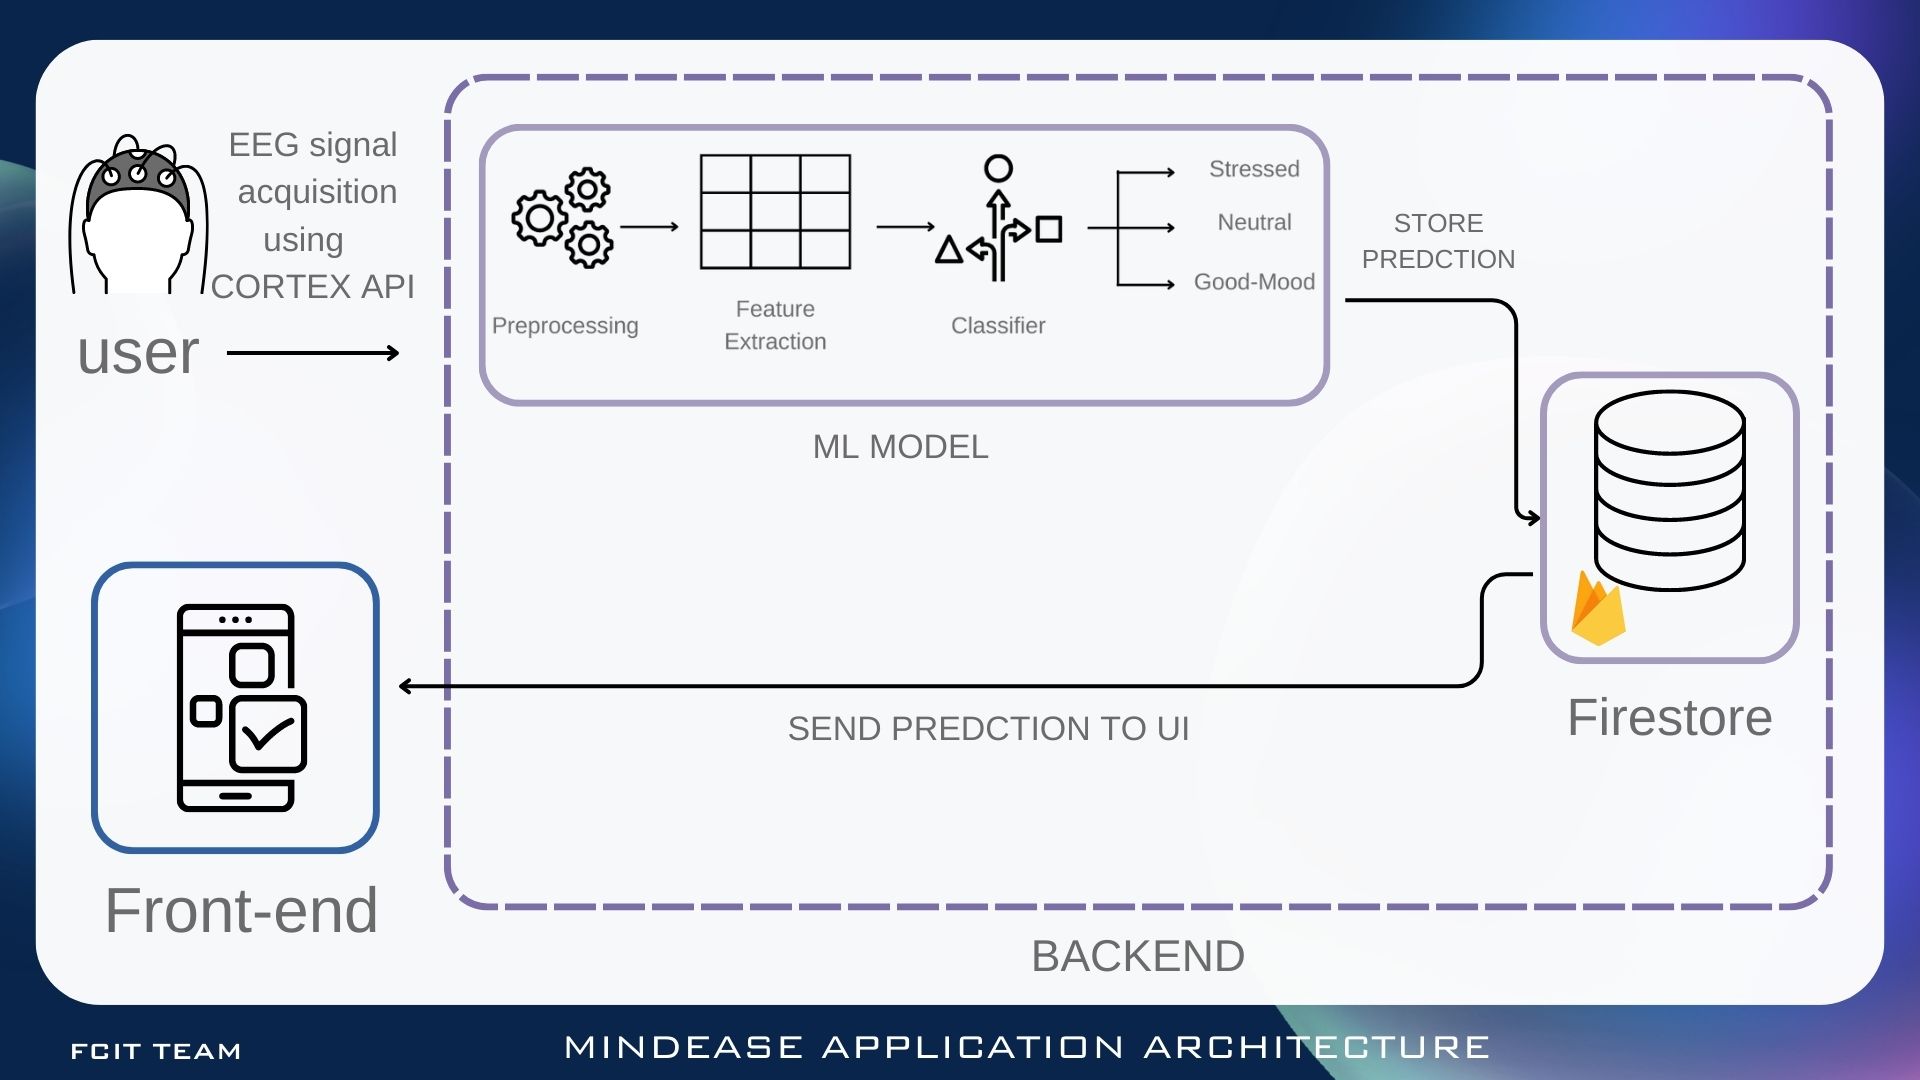 EEG signal
acquisition
using
CORTEX API
user
Preprocessing
Feature
Extraction
Classifier
Stressed
Neutral
Good-Mood
ML MODEL
STORE
PREDCTION
Firestore
SEND PREDCTION TO UI
Front-end
BACKEND
FCIT TEAM
MINDEASE APPLICATION ARCHITECTURE